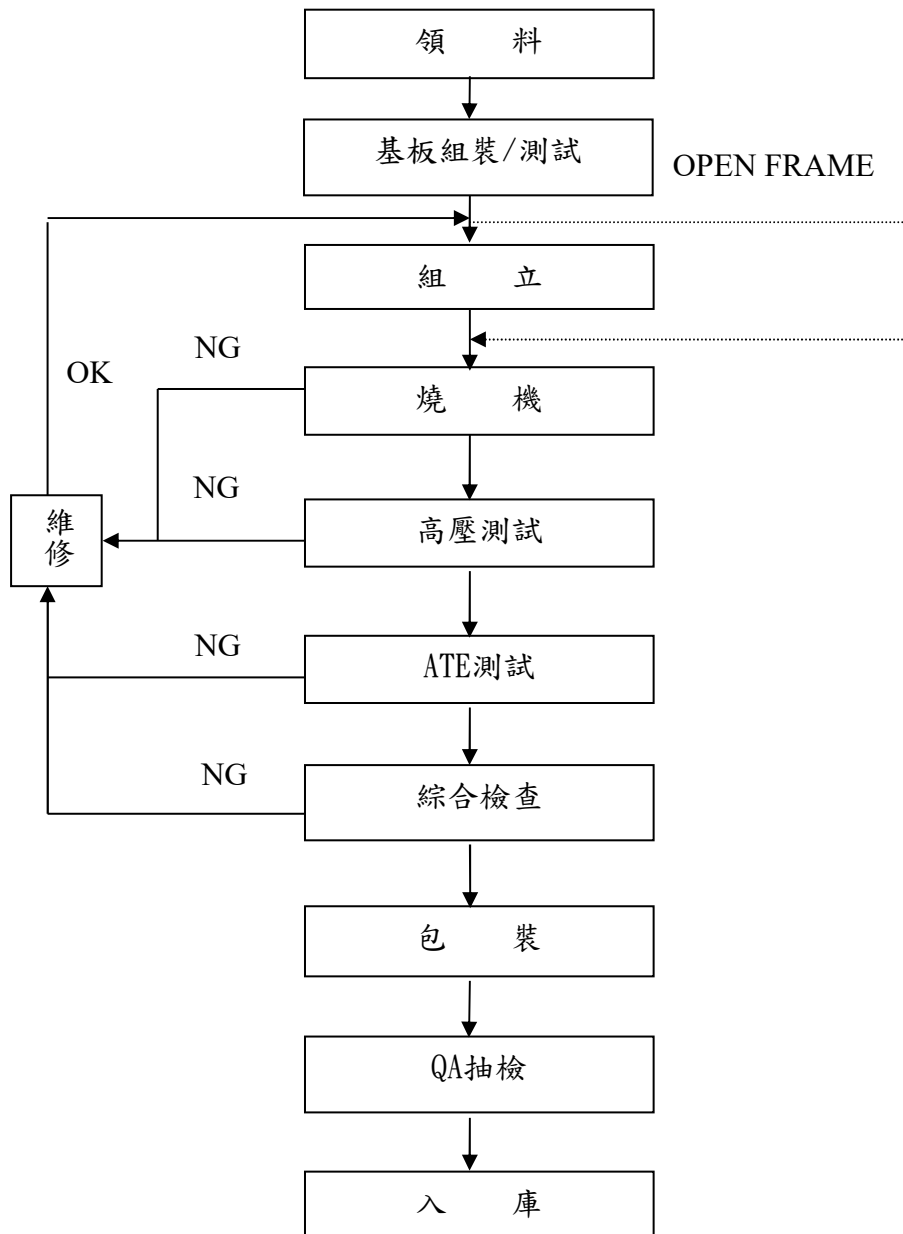 領 料
基板組裝/測試
OPEN FRAME
組 立
NG
OK
燒 機
NG
維
修
高壓測試
NG
ATE測試
NG
綜合檢查
包 裝
QA抽檢
入 庫